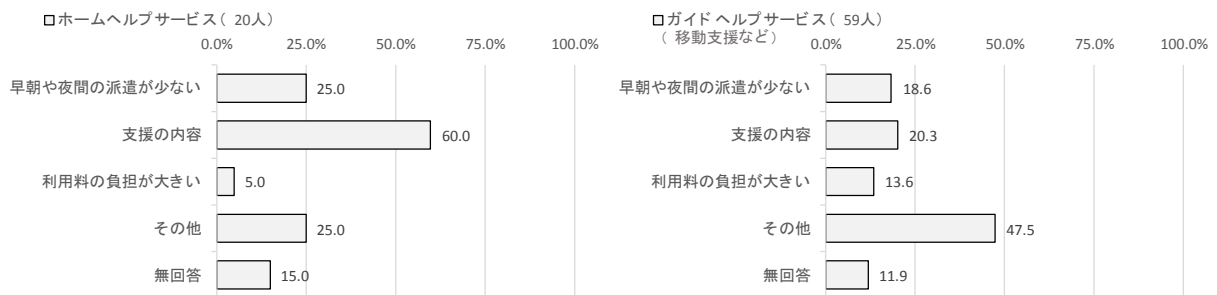 ホームヘルプサービス( 20人)
0.0% 25.0% 50.0% 75.0% 100.0%
早朝や夜間の派遣が少ない 25.0
支援の内容 60.0
利用料の負担が大きい 5.0
その他 25.0
無回答 15.0
ガイドヘルプサービス( 59人)
( 移動支援など)
0.0% 25.0% 50.0% 75.0% 100.0%
早朝や夜間の派遣が少ない 18.6
支援の内容 20.3
利用料の負担が大きい 13.6
その他 47.5
無回答 11.9